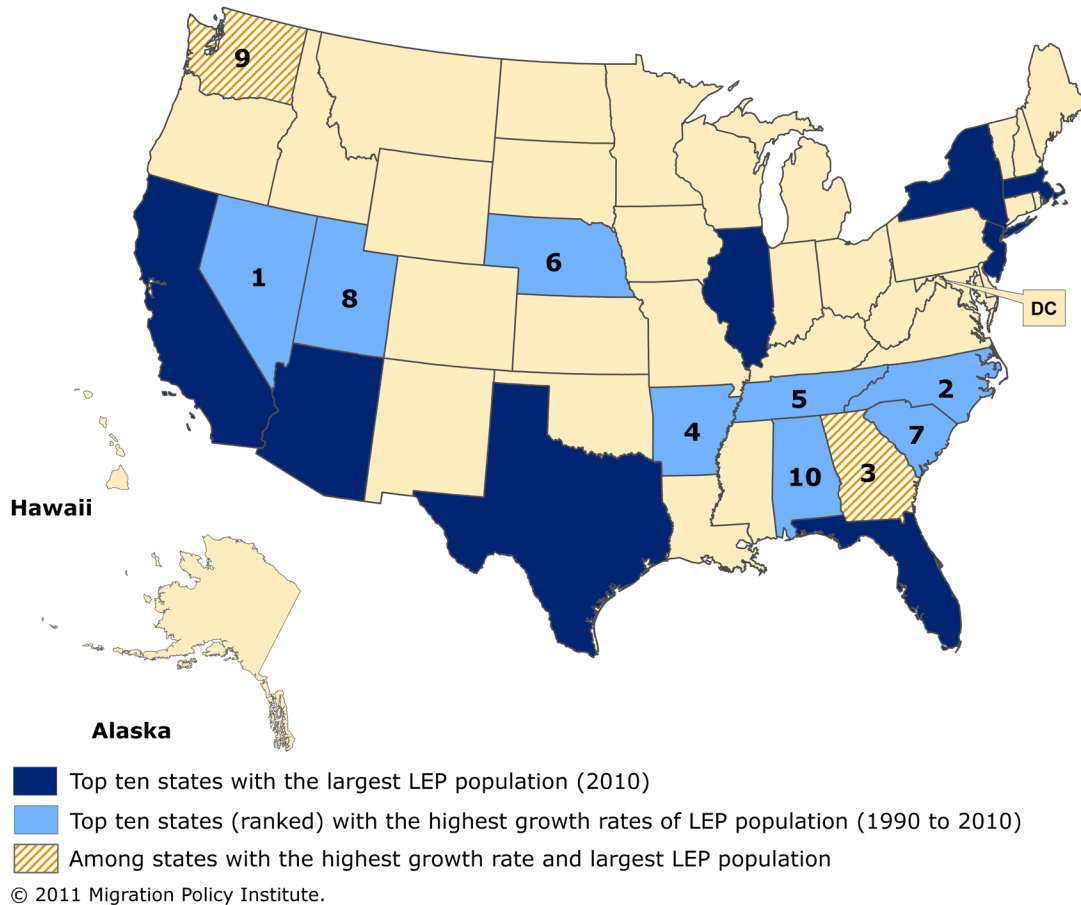 9
1
8
6
DC
5
2
4
7
10
3
Hawaii
Alaska
Top ten states with the largest LEP population (2010)
Top ten states (ranked) with the highest growth rates of LEP population (1990 to 2010)
Among states with the highest growth rate and largest LEP population
© 2011 Migration Policy Institute.